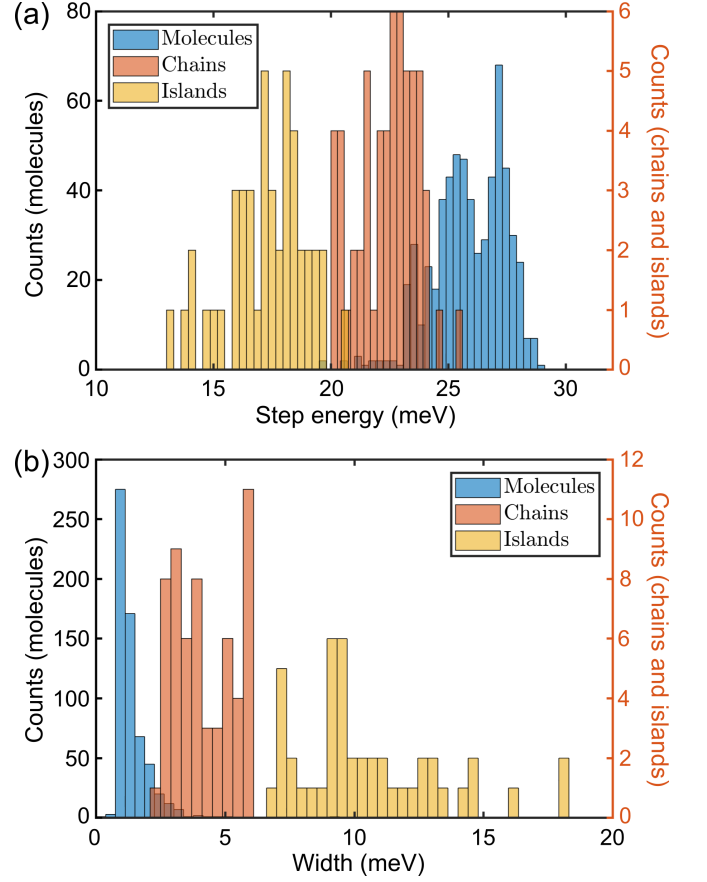 (a)
80
60
40
20
0
Counts (molecules)
Molecules
Chains
Islands
6
5
4
3
2
1
0
Counts (chains and islands)
10
15
20
25
30
Step energy (meV)
(b)
300
250
200
150
100
50
0
Counts (molecules)
Molecules
Chains
Islands
12
10
8
6
4
2
0
Counts (chains and islands)
0
5
10
15
20
Width (meV)